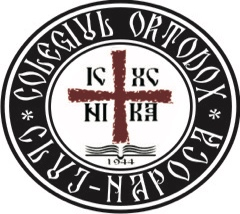 * COLEGIUL ORTODOX *
CLUJ-NAPOCA
IC XC
NI KA
1944